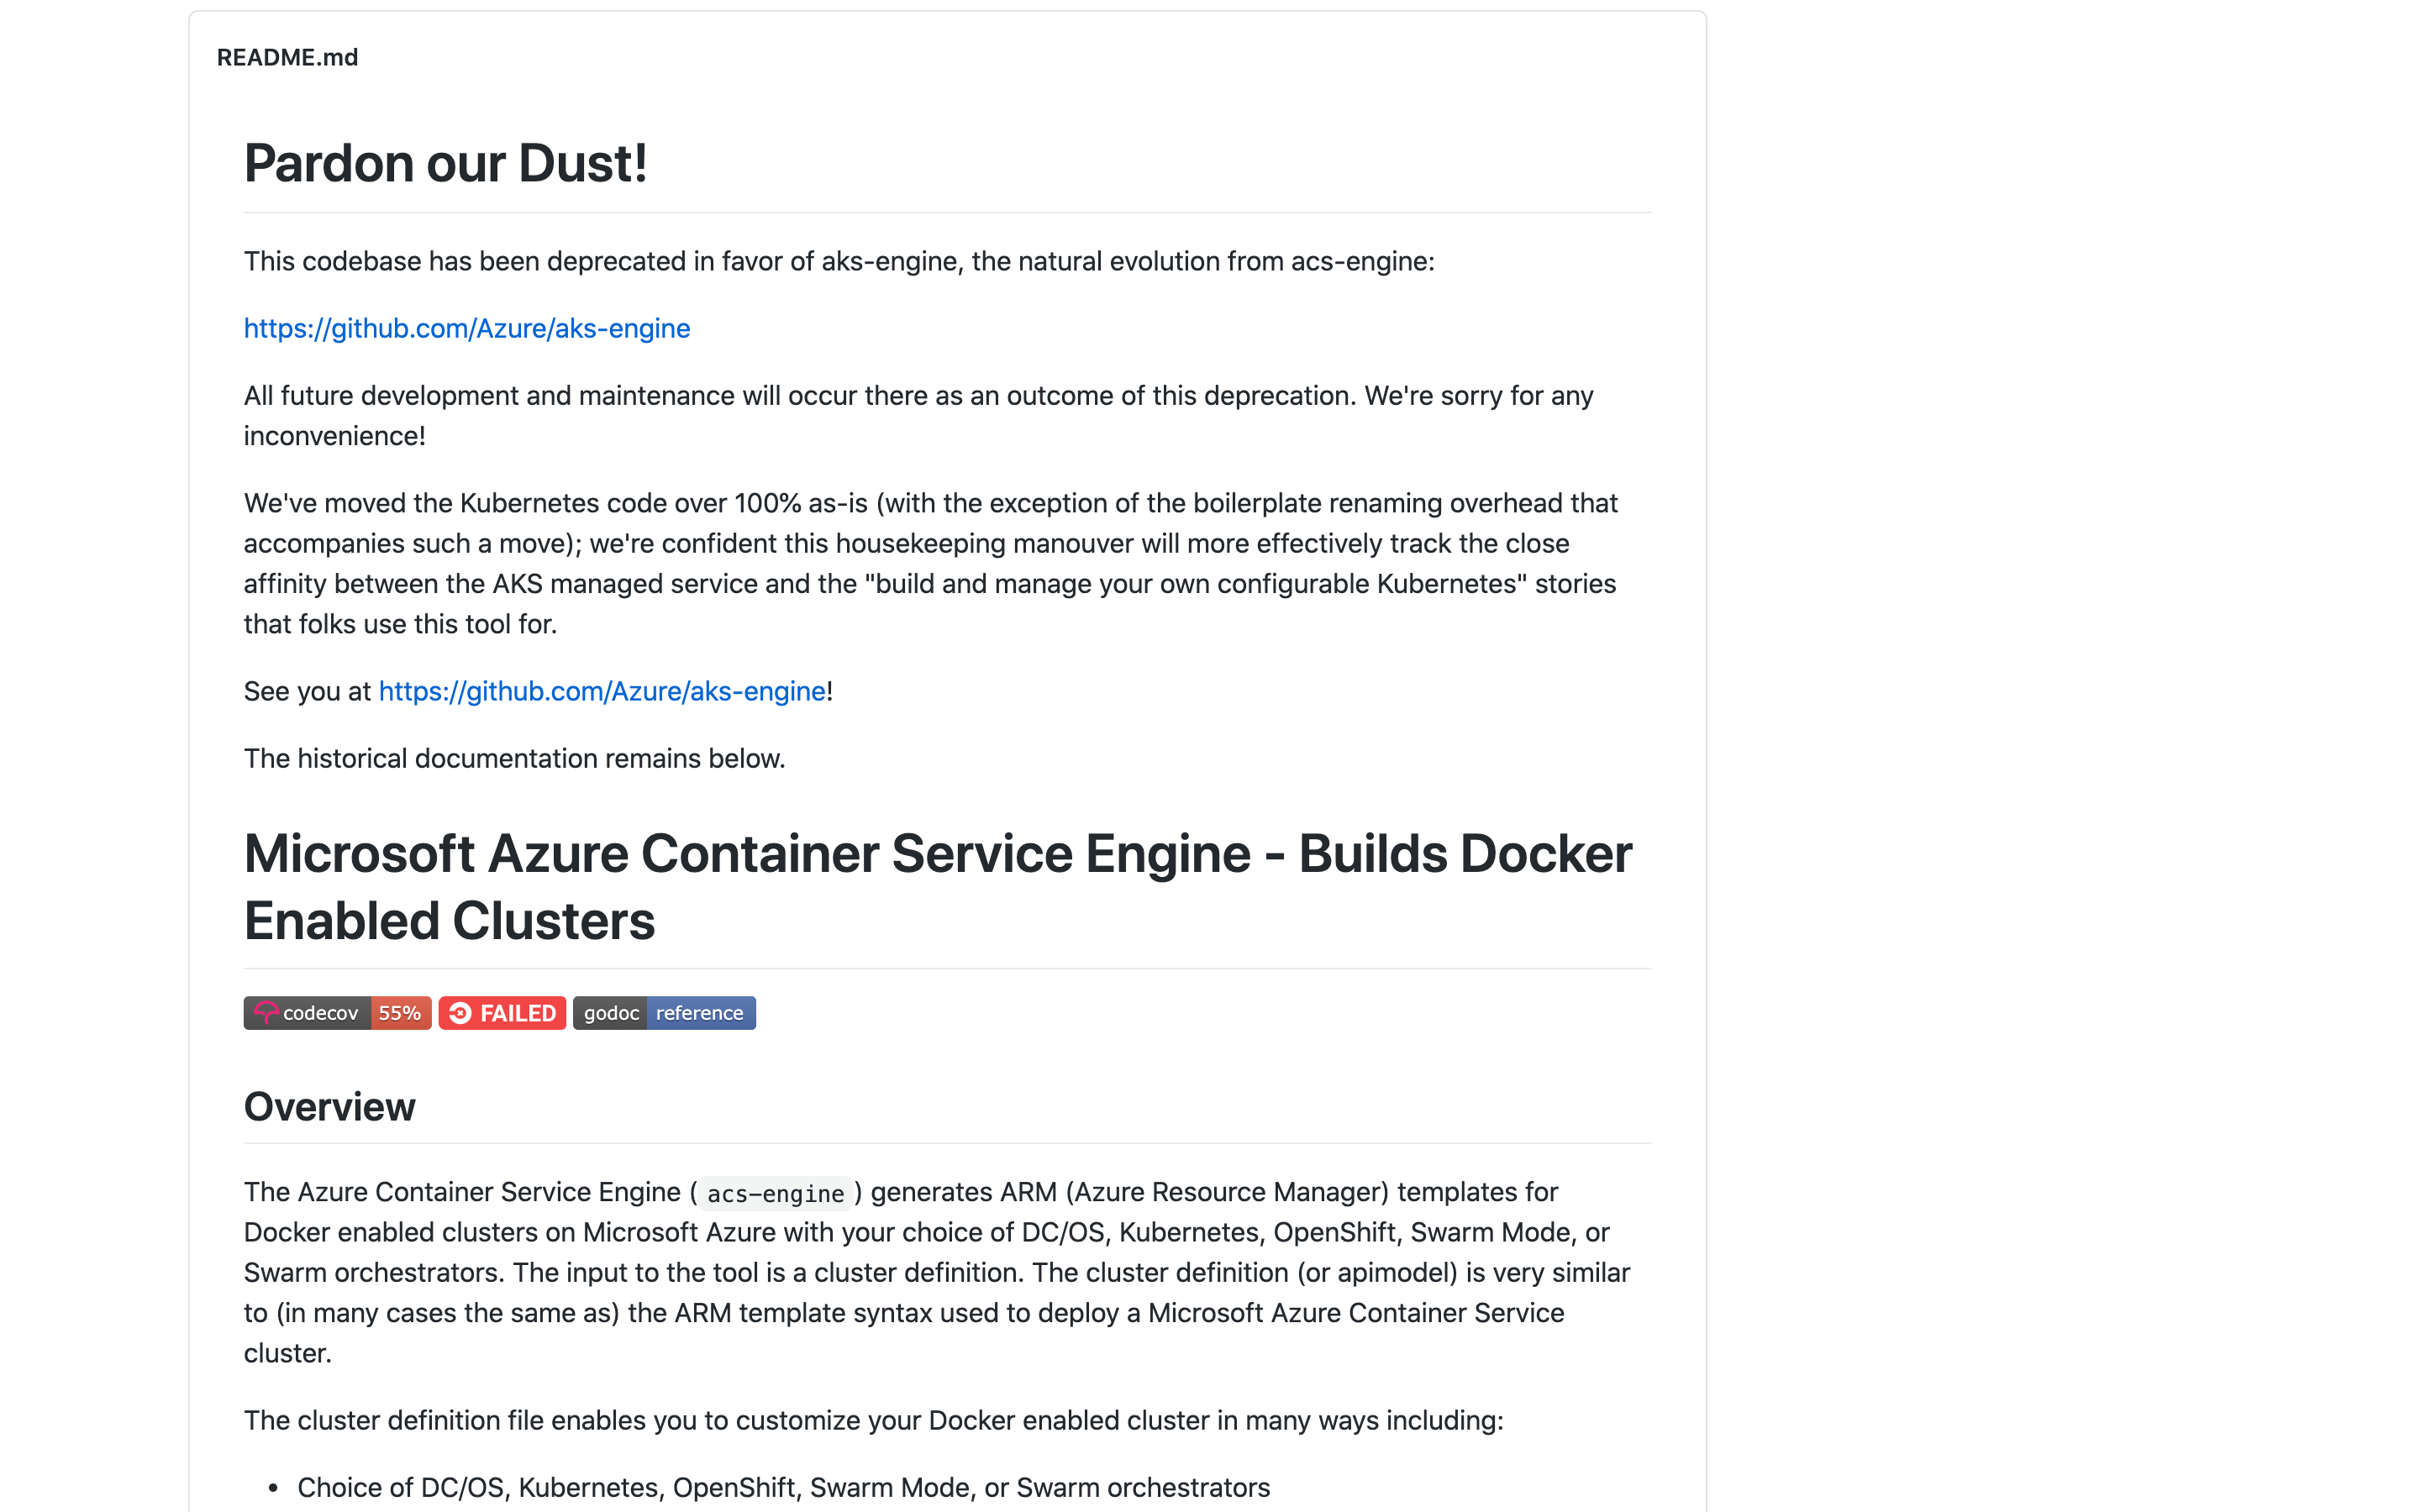 README.md
Pardon our Dust!
This codebase has been deprecated in favor of aks-engine, the natural evolution from acs-engine:
https://github.com/Azure/aks-engine
All future development and maintenance will occur there as an outcome of this deprecation. We're sorry for any
inconvenience!
We've moved the Kubernetes code over 100% as-is (with the exception of the boilerplate renaming overhead that
accompanies such a move); we're confident this housekeeping manouver will more effectively track the close
affinity between the AKS managed service and the "build and manage your own configurable Kubernetes" stories
that folks use this tool for.
See you at https://github.com/Azure/aks-engine!
The historical documentation remains below.
Microsoft Azure Container Service Engine - Builds Docker
Enabled Clusters
codecov 55% FAILED godoc reference
Overview
The Azure Container Service Engine (acs-engine) generates ARM (Azure Resource Manager) templates for
Docker enabled clusters on Microsoft Azure with your choice of DC/OS, Kubernetes, OpenShift, Swarm Mode, or
Swarm orchestrators. The input to the tool is a cluster definition. The cluster definition (or apimodel) is very similar
to (in many cases the same as) the ARM template syntax used to deploy a Microsoft Azure Container Service
cluster.
The cluster definition file enables you to customize your Docker enabled cluster in many ways including:
• Choice of DC/OS, Kubernetes, OpenShift, Swarm Mode, or Swarm orchestrators